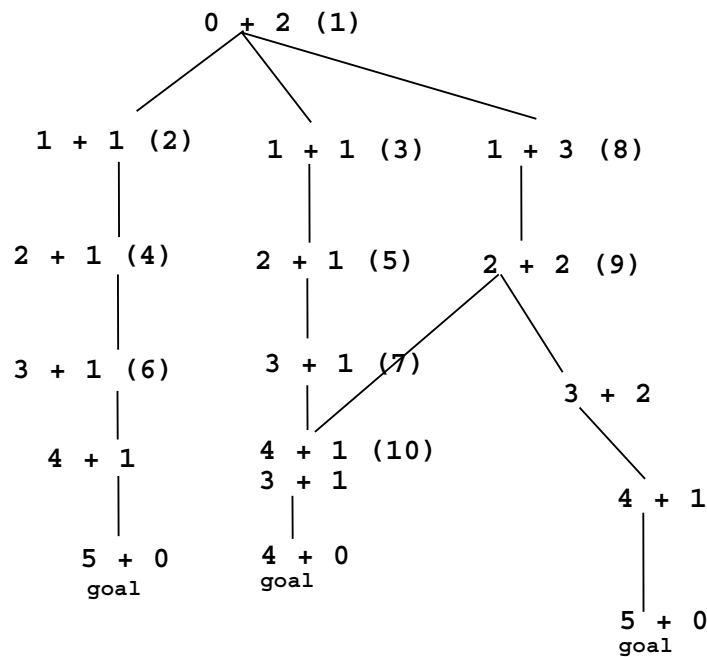 0 + 2 (1)
1 + 1 (2)
1 + 1 (3)
1 + 3 (8)
2 + 1 (4)
2 + 1 (5)
2 + 2 (9)
3 + 1 (6)
3 + 1 (7)
3 + 2
4 + 1
4 + 1 (10)
3 + 1
4 + 1
5 + 0
goal
4 + 0
goal
5 + 0
goal